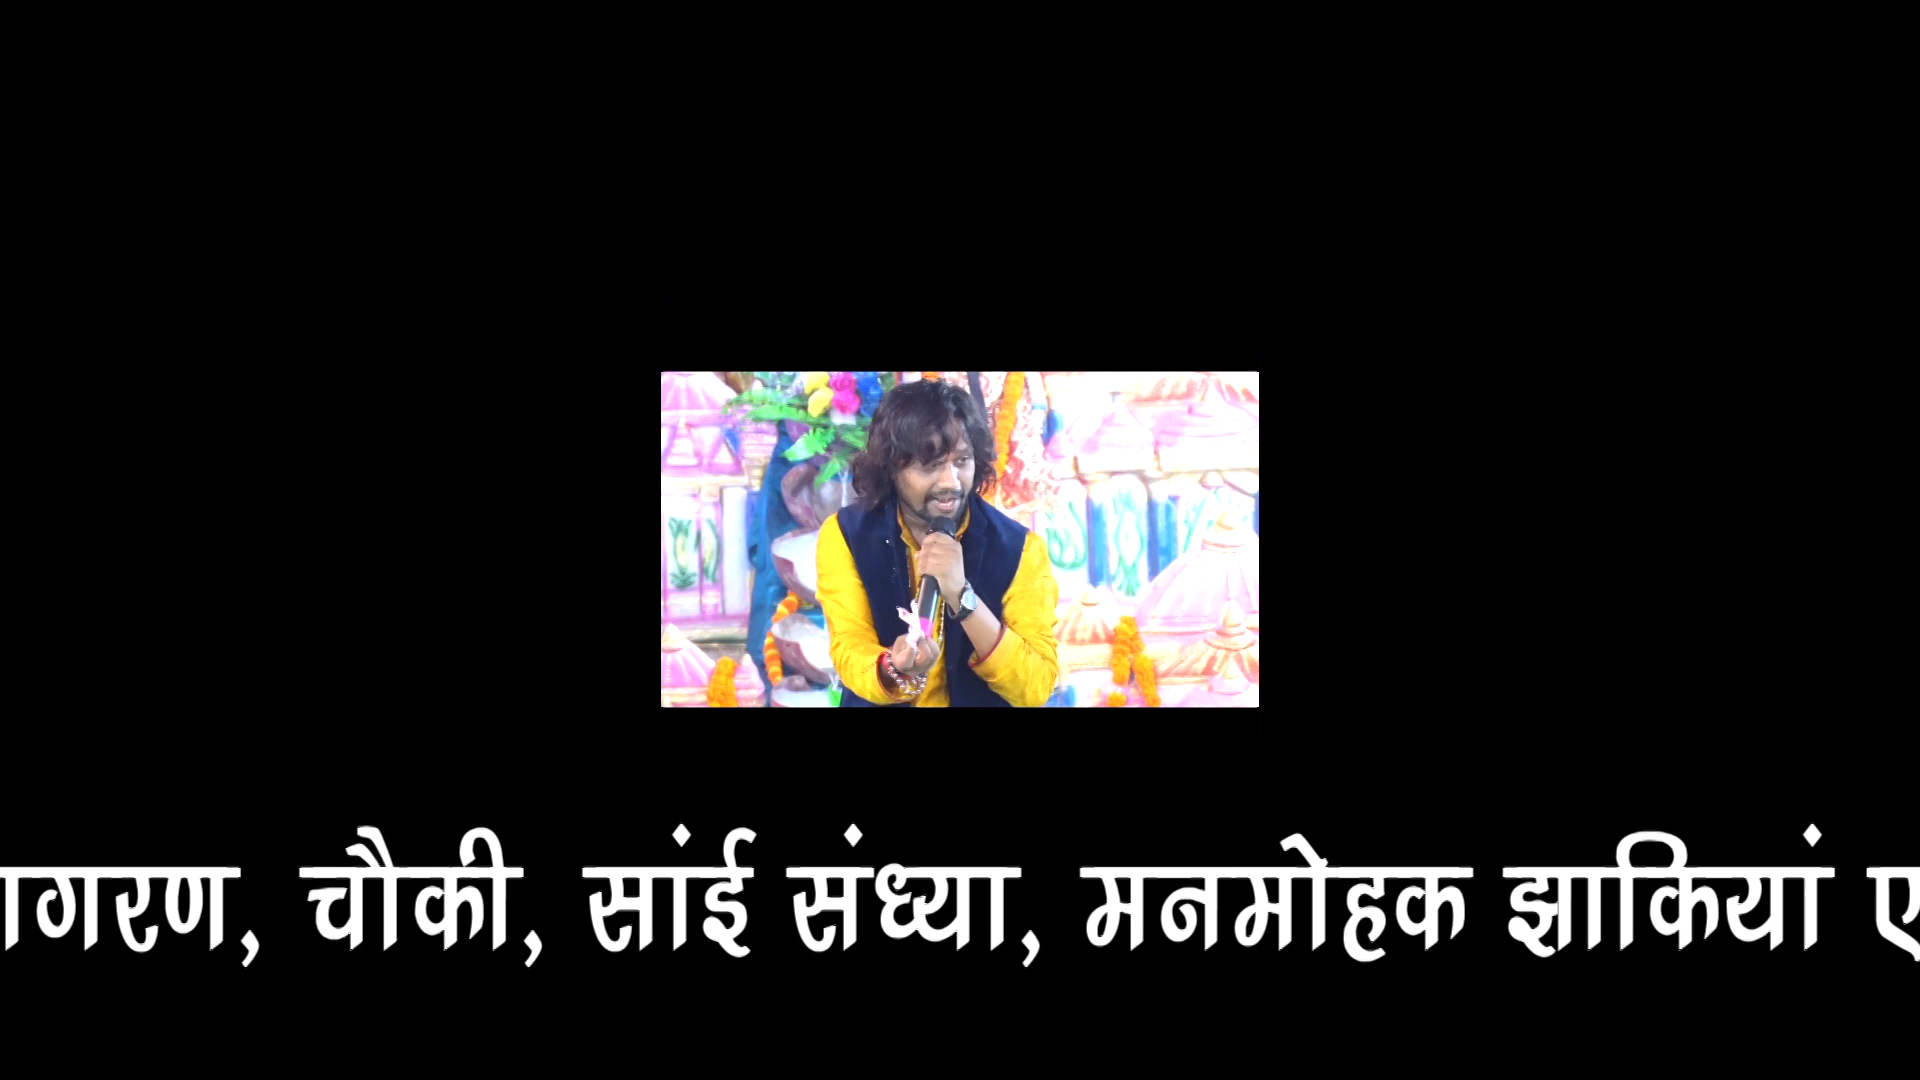 ागरण, चौकी, सांई संध्या, मनमोहक झाकियां ए